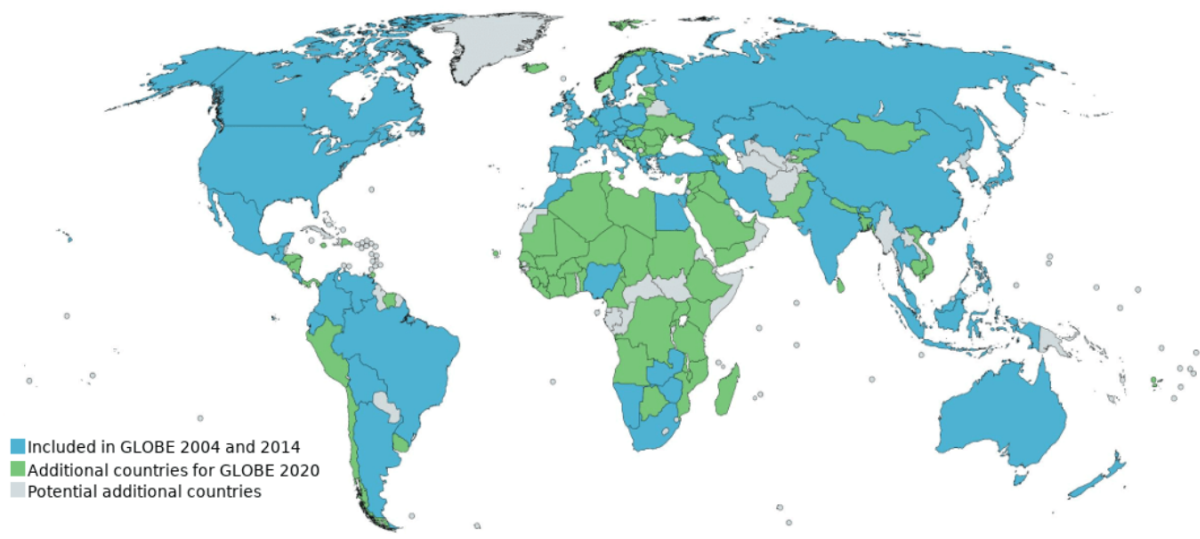 Included in GLOBE 2004 and 2014
Additional countries for GLOBE 2020
Potential additional countries